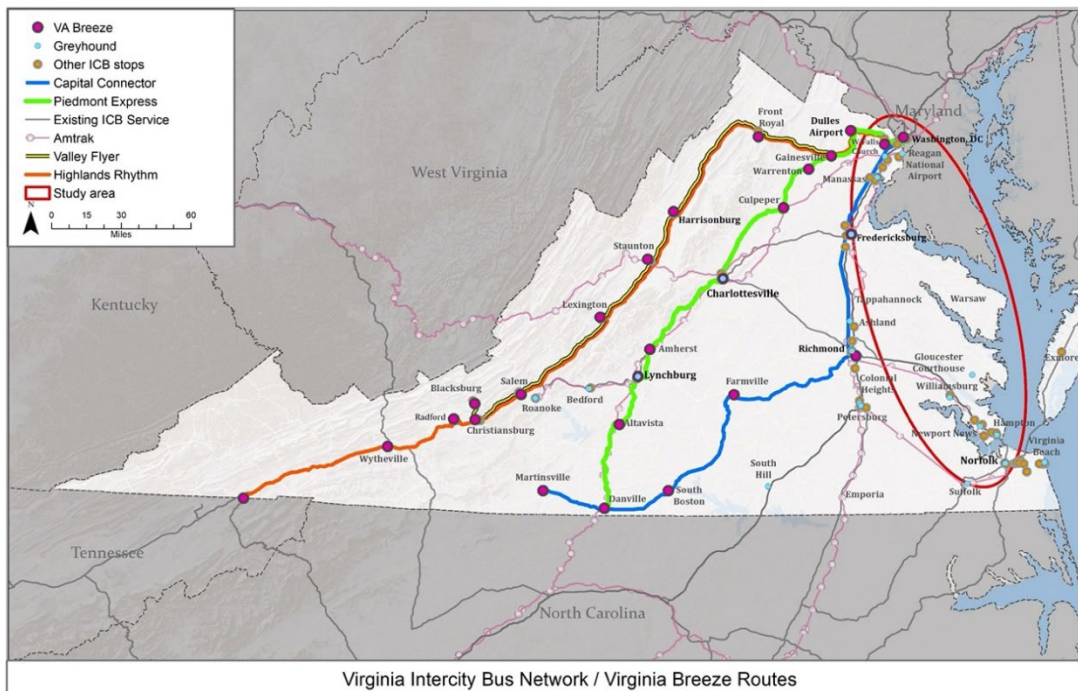 VA Breeze
Greyhound
Other ICB stops
Capital Connector
Piedmont Express
Existing ICB Service
Amtrak
Valley Flyer
Highlands Rhythm
Study area
N
0 15 30 60
Miles
Maryland
West Virginia
Kentucky
Tennessee
North Carolina
Front
Royal
Dulles
Airport
Washington, DC
Church
Gainesville
Reagan
National
Airport
Warrenton
Manassas
Culpeper
Harrisonburg
Fredericksburg
Staunton
Charlottesville
Tappahannock
Warsaw
Lexington
Ashland
Amherst
Richmond
Gloucester
Courthouse
Exmore
Lynchburg
Salem
Blacksburg
Roanoke
Bedford
Farmville
Colonial
Heights
Williamsburg
Petersburg
Radford
Christiansburg
Altavista
Hampton
Newport News
Virginia
Beach
Wytheville
Norfolk
Martinsville
South
Hill
Suffolk
Danville
South
Boston
Emporia
Virginia Intercity Bus Network / Virginia Breeze Routes